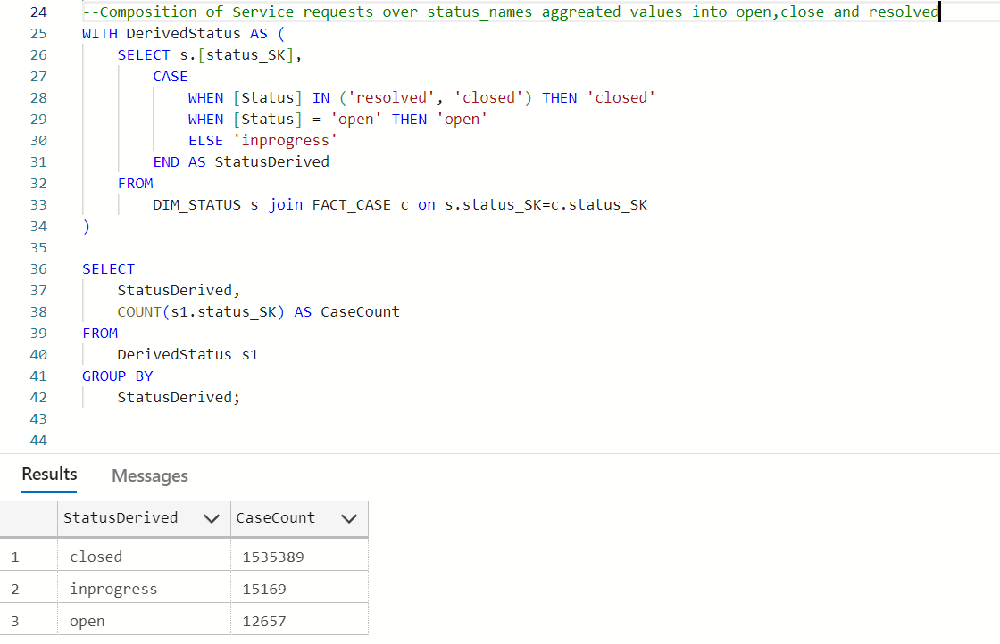 24 --Composition of Service requests over status_names aggreated values into open,close and resolved
25 WITH DerivedStatus AS (
26 SELECT s.[status_SK],
27 CASE
28 WHEN [Status] IN ('resolved', 'closed') THEN 'closed'
29 WHEN [Status] = 'open' THEN 'open'
30 ELSE 'inprogress'
31 END AS StatusDerived
32 FROM
33 DIM_STATUS s join FACT_CASE c on s.status_SK=c.status_SK
34 )
35
36 SELECT
37 StatusDerived,
38 COUNT(s1.status_SK) AS CaseCount
39 FROM
40 DerivedStatus s1
41 GROUP BY
42 StatusDerived;
43
44
Results Messages
StatusDerived CaseCount
1 closed 1535389
2 inprogress 15169
3 open 12657